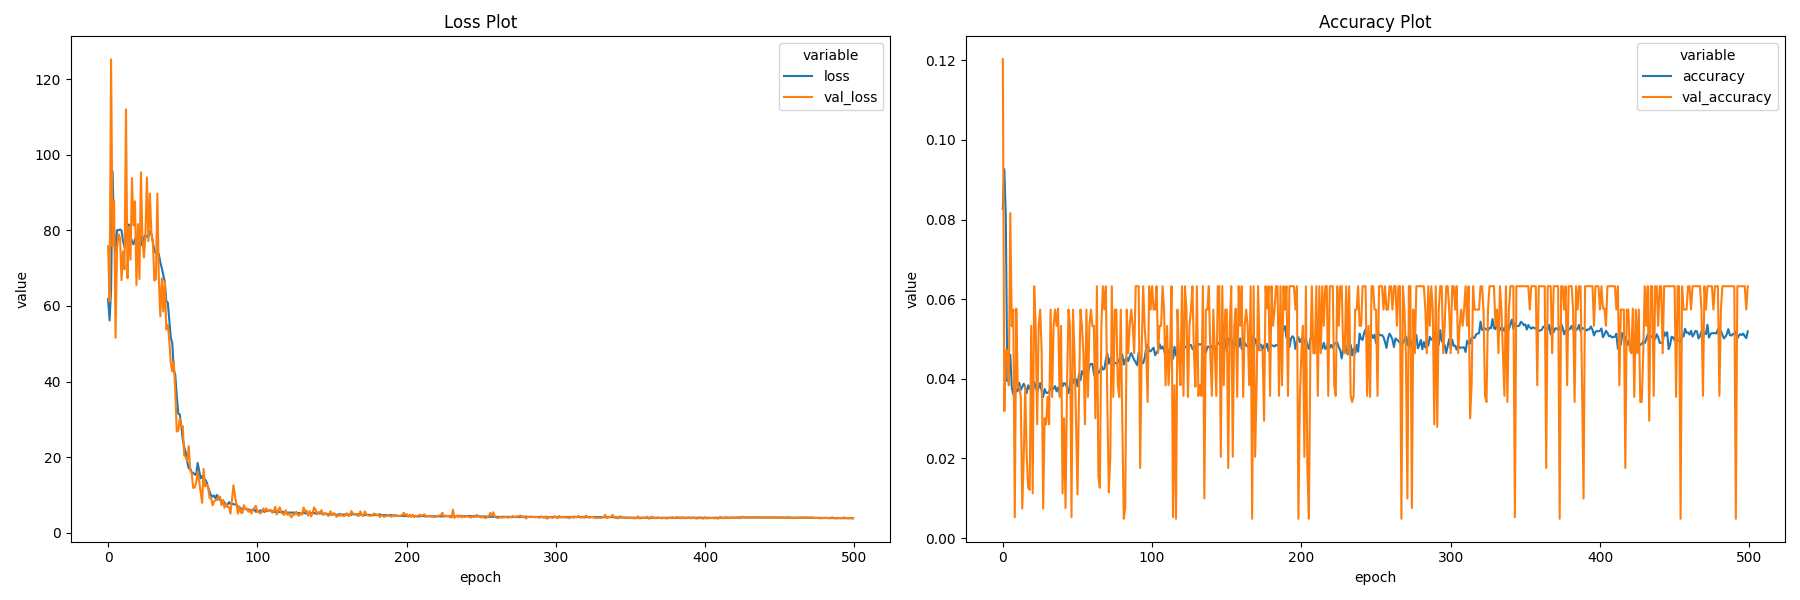 Loss Plot
variable
loss
val_loss
120
100
80
60
40
20
0
value
0 100 200 300 400 500
epoch
Accuracy Plot
variable
accuracy
val_accuracy
0.12
0.10
0.08
0.06
0.04
0.02
0.00
value
0 100 200 300 400 500
epoch